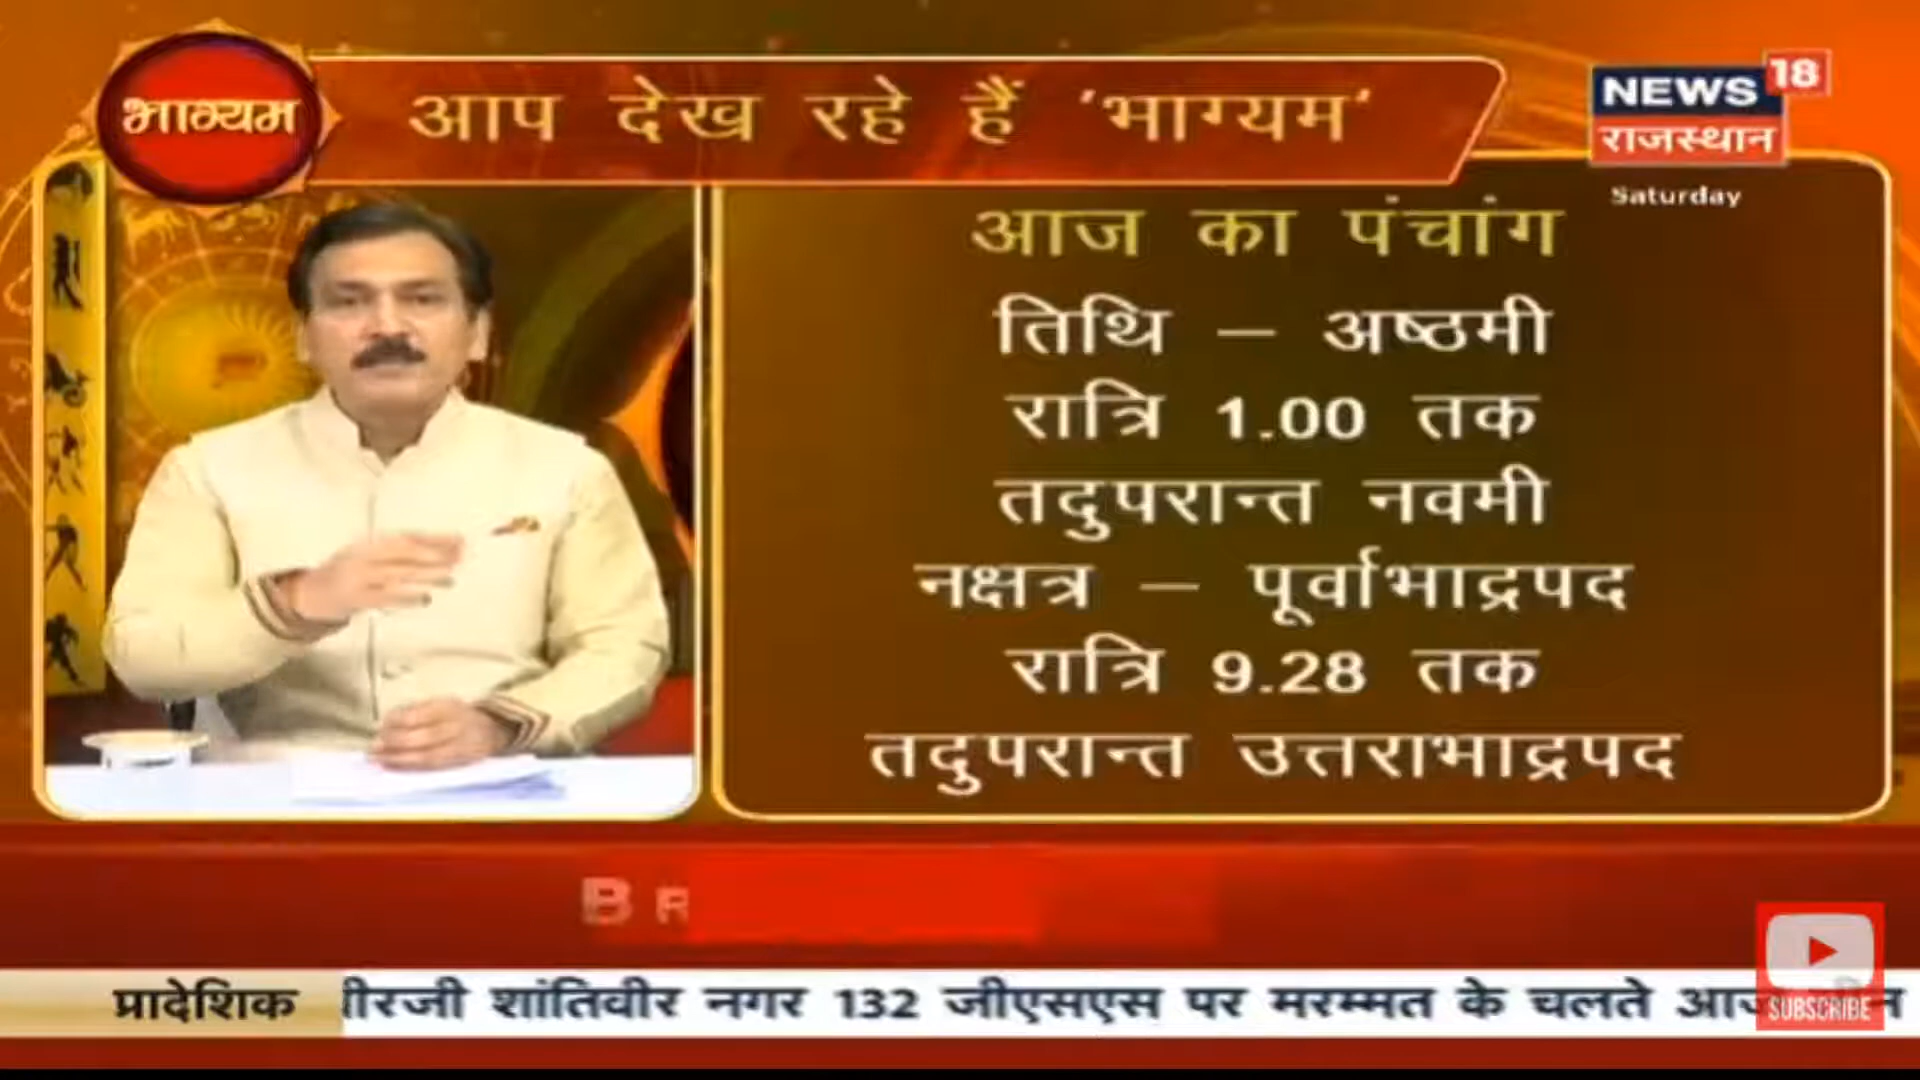 भाग्यम
आप देख रहे हैं 'भाग्यम'
NEWS 18
राजस्थान
Saturday
आज का पंचांग
तिथि – अष्ठमी
रात्रि 1.00 तक
तदुपरान्त नवमी
नक्षत्र – पूर्वाभाद्रपद
रात्रि 9.28 तक
तदुपरान्त उत्तराभाद्रपद
प्रादेशिक
शांतिवीर नगर 132 जीएसएस पर मरम्मत के चलते
SUBSCRIBE